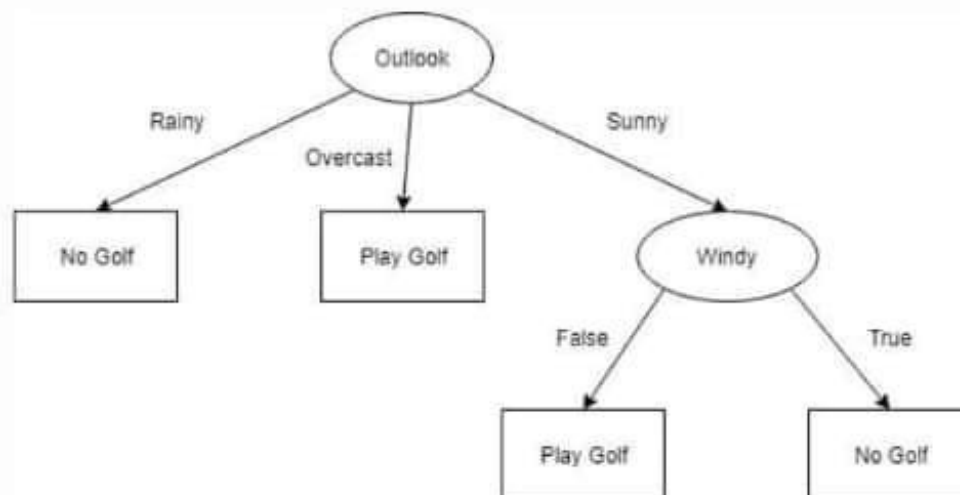 Outlook
Rainy
Overcast
Sunny
No Golf
Play Golf
Windy
False
True
Play Golf
No Golf